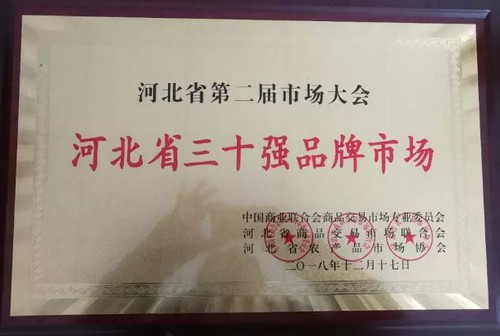 河北省第二届市场大会
河北省三十强品牌市场
中国商业联合会商品交易市场专业委员会
河北省商品交易市场联合会
河北省农产品市场协会
二〇一八年十二月十七日